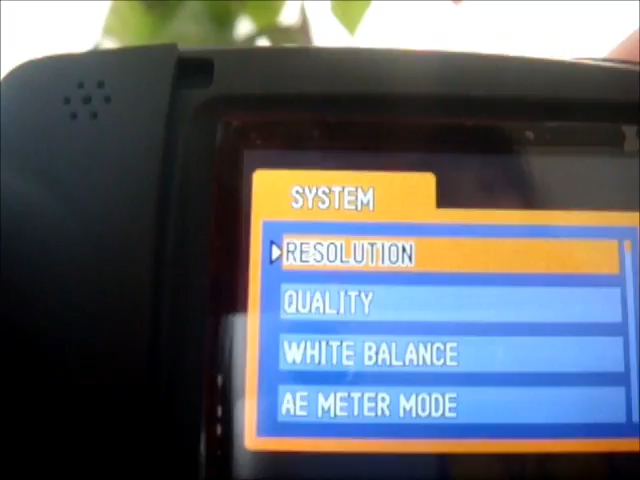 SYSTEM
RESOLUTION
QUALITY
WHITE BALANCE
AE METER MODE